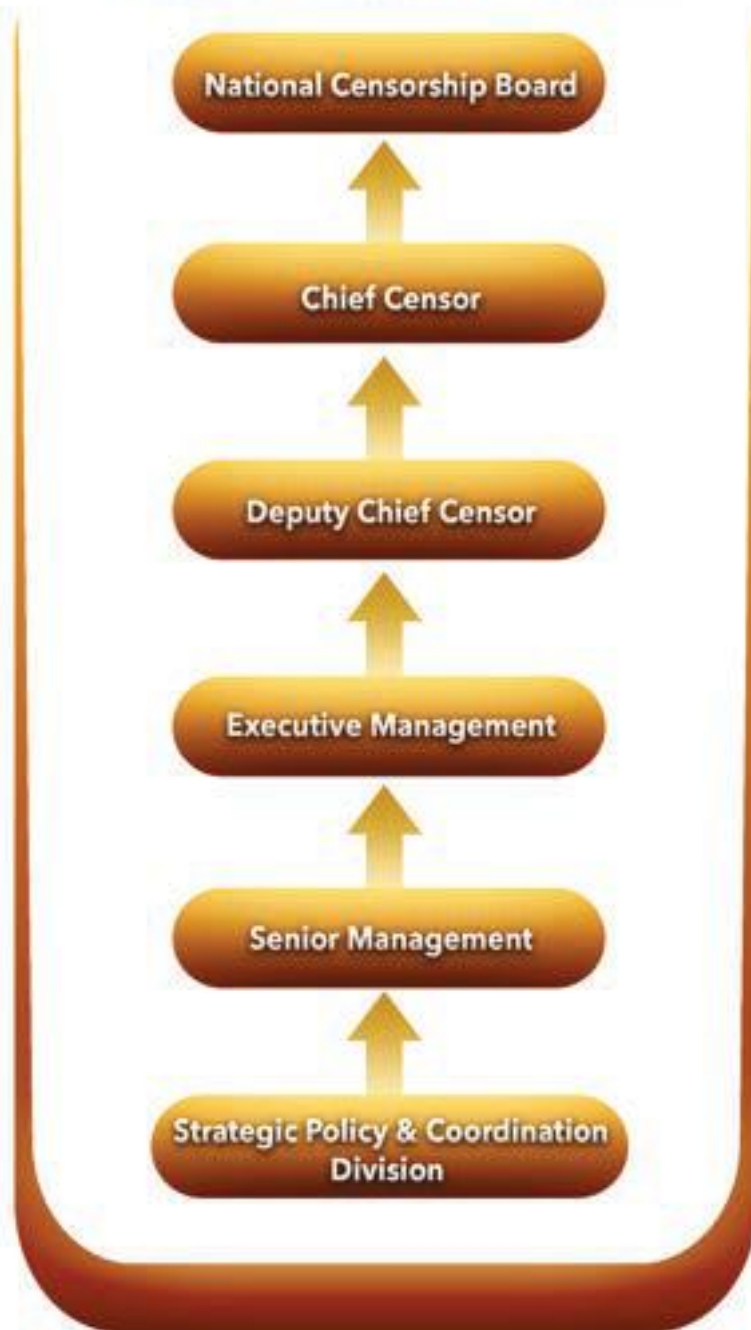 National Censorship Board
Chief Censor
Deputy Chief Censor
Executive Management
Senior Management
Strategic Policy & Coordination
Division